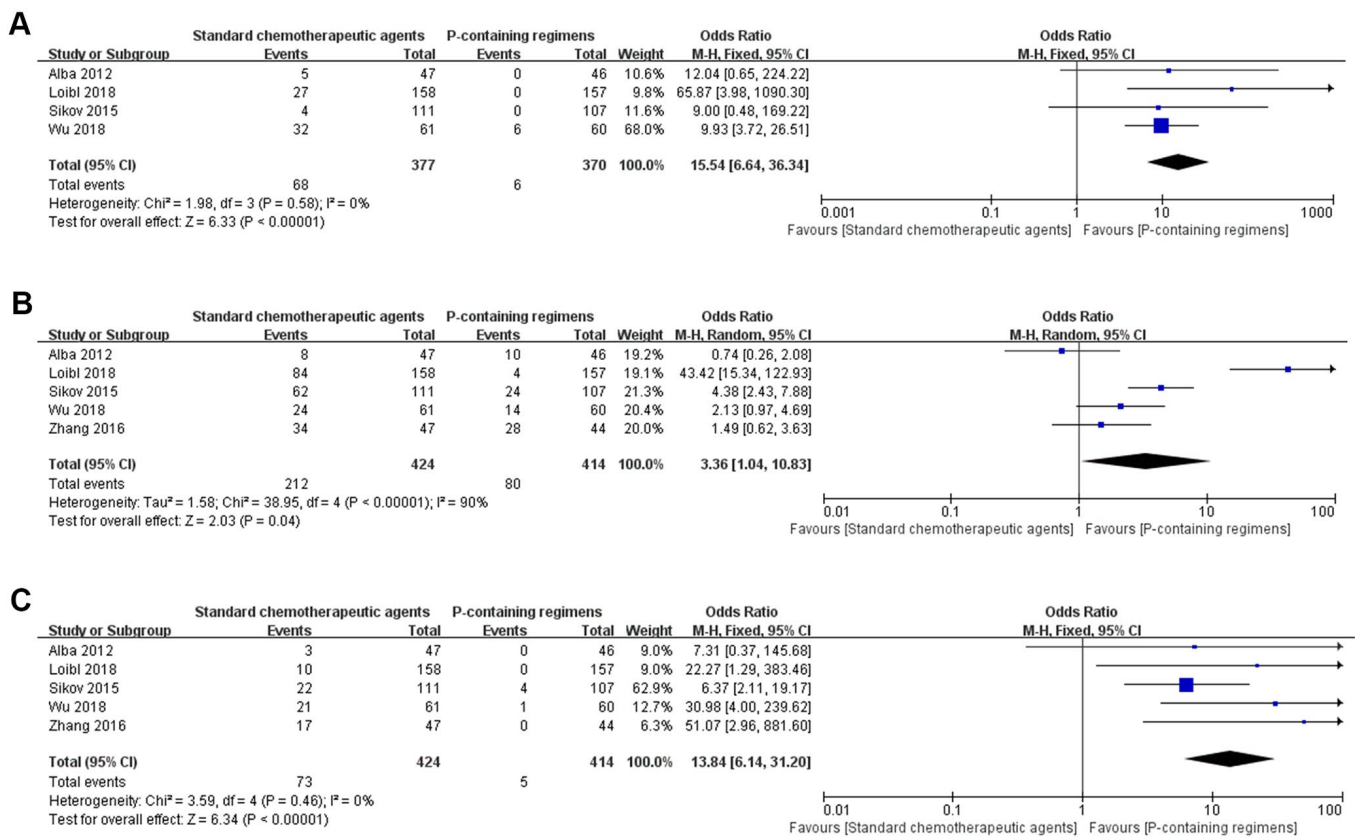 A
Standard chemotherapeutic agents P-containing regimens Odds Ratio Odds Ratio
Study or Subgroup Events Total Events Total Weight M-H, Fixed, 95% CI M-H, Fixed, 95% CI
Alba 2012 5 47 0 46 10.6% 12.04 [0.65, 224.22]
Loibl 2018 27 158 0 157 9.8% 65.87 [3.98, 1090.30]
Sikov 2015 4 111 0 107 11.6% 9.00 [0.48, 169.22]
Wu 2018 32 61 6 60 68.0% 9.93 [3.72, 26.51]
Total (95% CI) 377 370 100.0% 15.54 [6.64, 36.34]
Total events 68 6
Heterogeneity: Chi² = 1.98, df = 3 (P = 0.58); I² = 0%
Test for overall effect: Z = 6.33 (P < 0.00001)
0.001 0.1 1 10 1000
Favours [Standard chemotherapeutic agents] Favours [P-containing regimens]
B
Standard chemotherapeutic agents P-containing regimens Odds Ratio Odds Ratio
Study or Subgroup Events Total Events Total Weight M-H, Random, 95% CI M-H, Random, 95% CI
Alba 2012 8 47 10 46 19.2% 0.74 [0.26, 2.08]
Loibl 2018 84 158 4 157 19.1% 43.42 [15.34, 122.93]
Sikov 2015 62 111 24 107 21.3% 4.38 [2.43, 7.88]
Wu 2018 24 61 14 60 20.4% 2.13 [0.97, 4.69]
Zhang 2016 34 47 28 44 20.0% 1.49 [0.62, 3.63]
Total (95% CI) 424 414 100.0% 3.36 [1.04, 10.83]
Total events 212 80
Heterogeneity: Tau² = 1.58; Chi² = 38.95, df = 4 (P < 0.00001); I² = 90%
Test for overall effect: Z = 2.03 (P = 0.04)
0.01 0.1 1 10 100
Favours [Standard chemotherapeutic agents] Favours [P-containing regimens]
C
Standard chemotherapeutic agents P-containing regimens Odds Ratio Odds Ratio
Study or Subgroup Events Total Events Total Weight M-H, Fixed, 95% CI M-H, Fixed, 95% CI
Alba 2012 3 47 0 46 9.0% 7.31 [0.37, 145.68]
Loibl 2018 10 158 0 157 9.0% 22.27 [1.29, 383.46]
Sikov 2015 22 111 4 107 62.9% 6.37 [2.11, 19.17]
Wu 2018 21 61 1 60 12.7% 30.98 [4.00, 239.62]
Zhang 2016 17 47 0 44 6.3% 51.07 [2.96, 881.60]
Total (95% CI) 424 414 100.0% 13.84 [6.14, 31.20]
Total events 73 5
Heterogeneity: Chi² = 3.59, df = 4 (P = 0.46); I² = 0%
Test for overall effect: Z = 6.34 (P < 0.00001)
0.01 0.1 1 10 100
Favours [Standard chemotherapeutic agents] Favours [P-containing regimens]